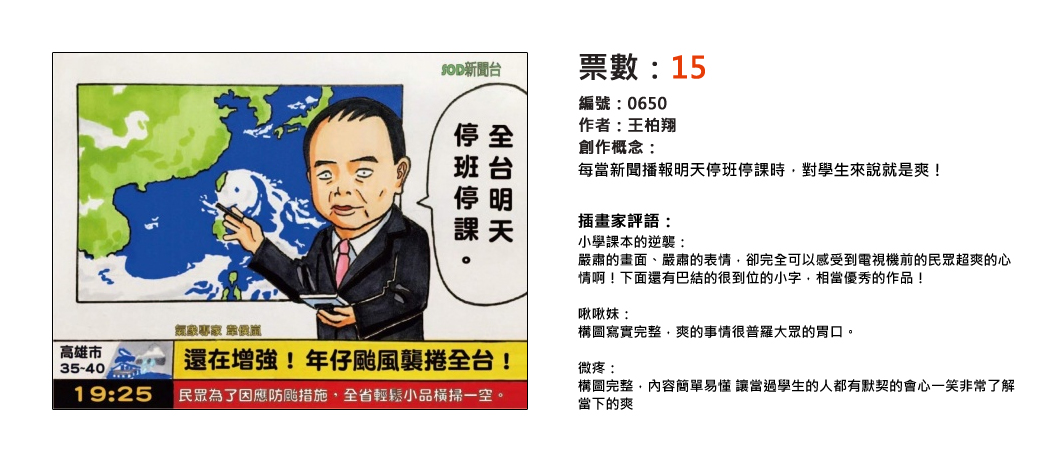 SOD新聞台
全台明天
停班停課。
氣象專家
高雄市
35-40
還在增強！年仔颱風襲捲全台！
19:25
民眾為了因應防颱措施，全省輕鬆小品橫掃一空。
票數：15
編號：0650
作者：王柏翔
創作概念：
每當新聞播報明天停班停課時，對學生來說就是爽！
插畫家評語：
小學課本的逆襲：
嚴肅的畫面、嚴肅的表情，卻完全可以感受到電視機前的民眾超爽的心
情啊！下面還有巴結的很到位的小字，相當優秀的作品！
啾啾妹：
構圖寫實完整，爽的事情很普羅大眾的胃口。
微疼：
構圖完整，內容簡單易懂 讓當過學生的人都有默契的會心一笑非常了解
當下的爽